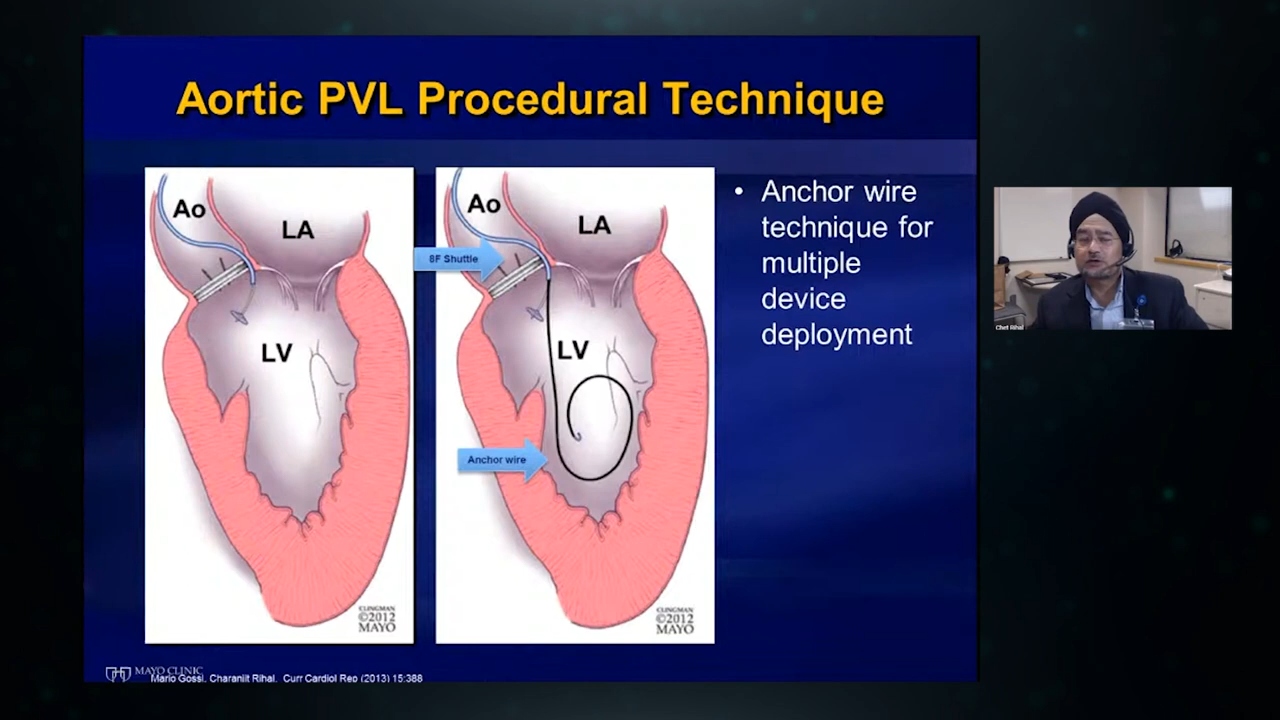 Aortic PVL Procedural Technique
Ao
LA
LV
CLINGMAN
©2012
MAYO
Ao
LA
8F Shuttle
LV
Anchor wire
CLINGMAN
©2012
MAYO
• Anchor wire
technique for
multiple
device
deployment
MAYO CLINIC
Mario Gossl, Charanjit Rihal, Curr Cardiol Rep (2013) 15:388
Chet Rihal